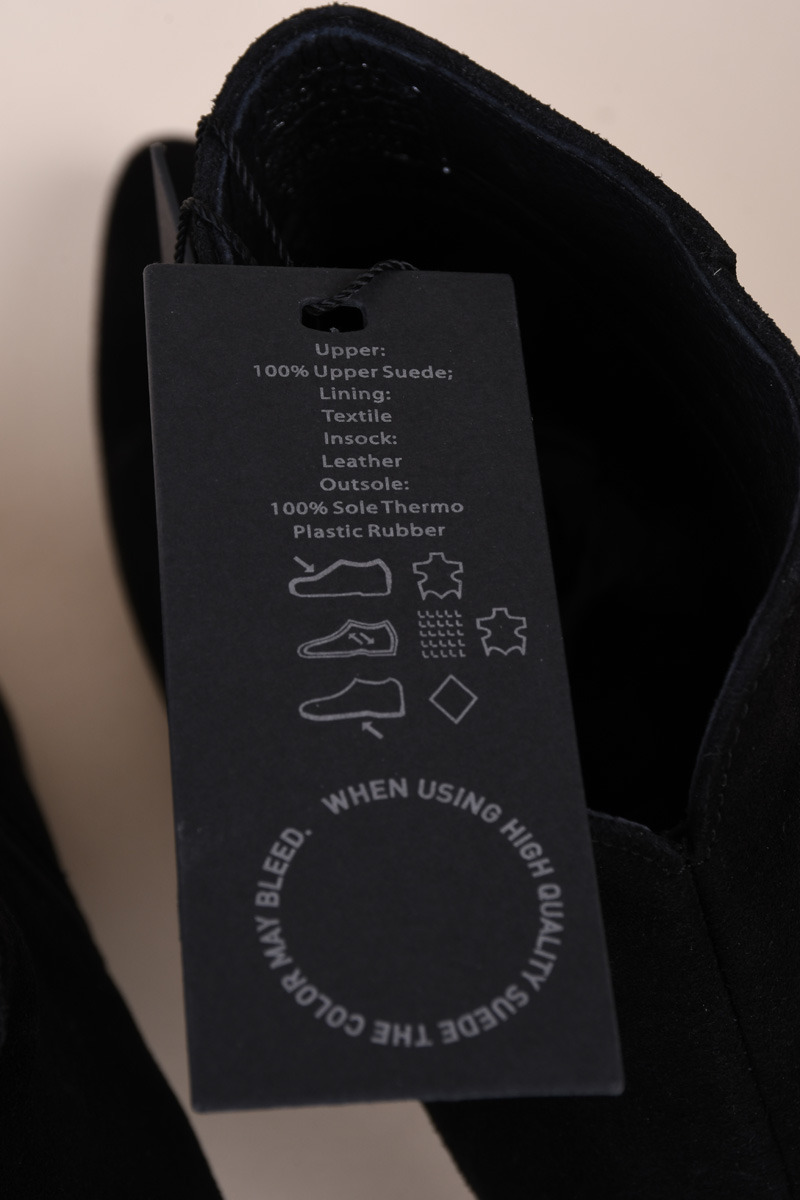 Upper:
100% Upper Suede;
Lining:
Textile
Insock:
Leather
Outsole:
100% Sole Thermo
Plastic Rubber
WHEN USING HIGH QUALITY SUEDE THE COLOR MAY BLEED.